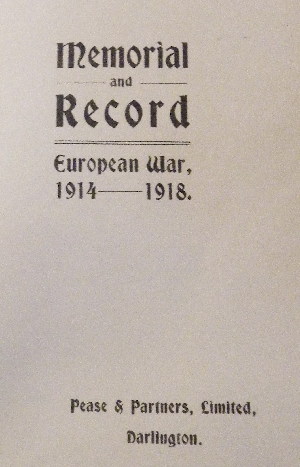 Memorial
and
Record
European War,
1914—1918.
Pease & Partners, Limited,
Darlington.